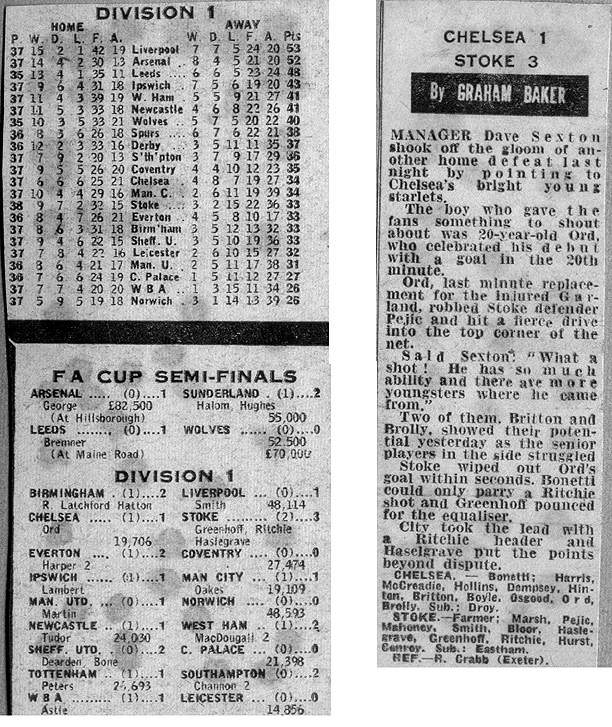 DIVISION 1
HOME AWAY
P. W. D. L. F. A. W. D. L. F. A. Pts
37 15 2 1 42 19 Liverpool 7 7 5 24 20 53
37 14 4 2 30 13 Arsenal .. 8 4 5 21 20 52
35 13 4 1 35 11 Leeds .... 6 6 5 23 24 48
37 9 6 4 31 18 Ipswich .. 7 5 6 19 20 43
37 11 4 3 39 19 W. Ham . 5 5 9 21 27 41
37 11 5 3 33 18 Newcastle 4 6 8 22 26 41
35 10 3 5 33 21 Wolves .. 5 7 5 20 22 40
36 8 3 6 26 18 Spurs ... 6 7 6 22 21 38
36 12 2 3 33 16 Derby ... 3 5 11 11 35 37
37 7 9 2 20 13 S'th'pton 3 7 9 17 29 36
37 9 5 5 26 20 Coventry 4 4 10 12 23 35
37 6 6 6 25 21 Chelsea . 4 8 7 19 27 34
37 10 4 4 29 16 Man. C. . 2 6 11 19 39 34
38 9 7 2 32 15 Stoke ... 3 2 15 22 36 33
36 8 4 7 26 21 Everton . 4 5 8 10 17 33
37 8 6 3 31 18 Birm'ham 3 5 12 13 32 33
37 9 4 6 22 15 Sheff. U. 3 5 10 19 36 33
37 7 8 4 22 16 Leicester 2 6 10 15 27 32
36 8 6 4 21 17 Man. U. . 2 5 11 17 38 31
36 7 6 6 24 19 C. Palace 1 5 11 12 27 27
37 7 7 4 20 20 W B A .. 1 3 15 11 34 26
37 5 9 5 19 18 Norwich . 3 1 14 13 39 26
FA CUP SEMI-FINALS
ARSENAL ..... (0)....1 SUNDERLAND . (1)....2
George £82,500 Halom, Hughes
(At Hillsborough) 55,000
LEEDS ....... (0)....1 WOLVES ...... (0)....0
Bremner 52,500
(At Maine Road) £70,000
DIVISION 1
BIRMINGHAM . (1)....2 LIVERPOOL ... (0)....1
R. Latchford Hatton Smith 48,114
CHELSEA ..... (1)....1 STOKE ....... (2)....3
Ord Greenhoff, Ritchie
19,706 Haslegrave
EVERTON .... (1)....2 COVENTRY .... (0)....0
Harper 2 27,474
IPSWICH ..... (1)....1 MAN CITY .... (1)....1
Lambert Oakes 19,109
MAN. UTD ... (0)....1 NORWICH .... (0)....0
Martin 48,593
NEWCASTLE .. (1)....1 WEST HAM ... (1)....2
Tudor 24,030 MacDougall 2
SHEFF. UTD. . (0)....2 C. PALACE ... (0)....0
Dearden Bone 21,398
TOTTENHAM .. (1)....1 SOUTHAMPTON (0)....2
Peters Channon 2
W B A ....... (1)....1 LEICESTER ... (0)....0
Astle 14,856
CHELSEA 1
STOKE 3
By GRAHAM BAKER
MANAGER Dave Sexton
shook off the gloom of an-
other home defeat last
night by pointing to
Chelsea's bright young
starlets.
The boy who gave the
fans something to shout
about was 20-year-old Ord,
who celebrated his debut
with a goal in the 20th
minute.
Ord, last minute replace-
ment for the injured Gar-
land, robbed Stoke defender
Pejic and hit a fierce drive
into the top corner of the
net.
Said Sexton: "What a
shot! He has so much
ability and there are more
youngsters where he came
from."
Two of them, Britton and
Brolly, showed their poten-
tial yesterday as the senior
players in the side struggled
Stoke wiped out Ord's
goal within seconds. Bonetti
could only parry a Ritchie
shot and Greenhoff pounced
for the equaliser.
City took the lead with
a Ritchie header and
Haselgrave put the points
beyond dispute.
CHELSEA. — Bonetti; Harris,
McCreadie, Hollins, Dempsey, Hin-
ton, Britton, Boyle, Osgood, Ord,
Brolly. Sub.: Droy.
STOKE.—Farmer; Marsh, Pejic,
Mahoney, Smith, Bloor, Hasle-
grave, Greenhoff, Ritchie, Hurst,
Conroy. Sub.: Eastham.
REF.—R. Crabb (Exeter).